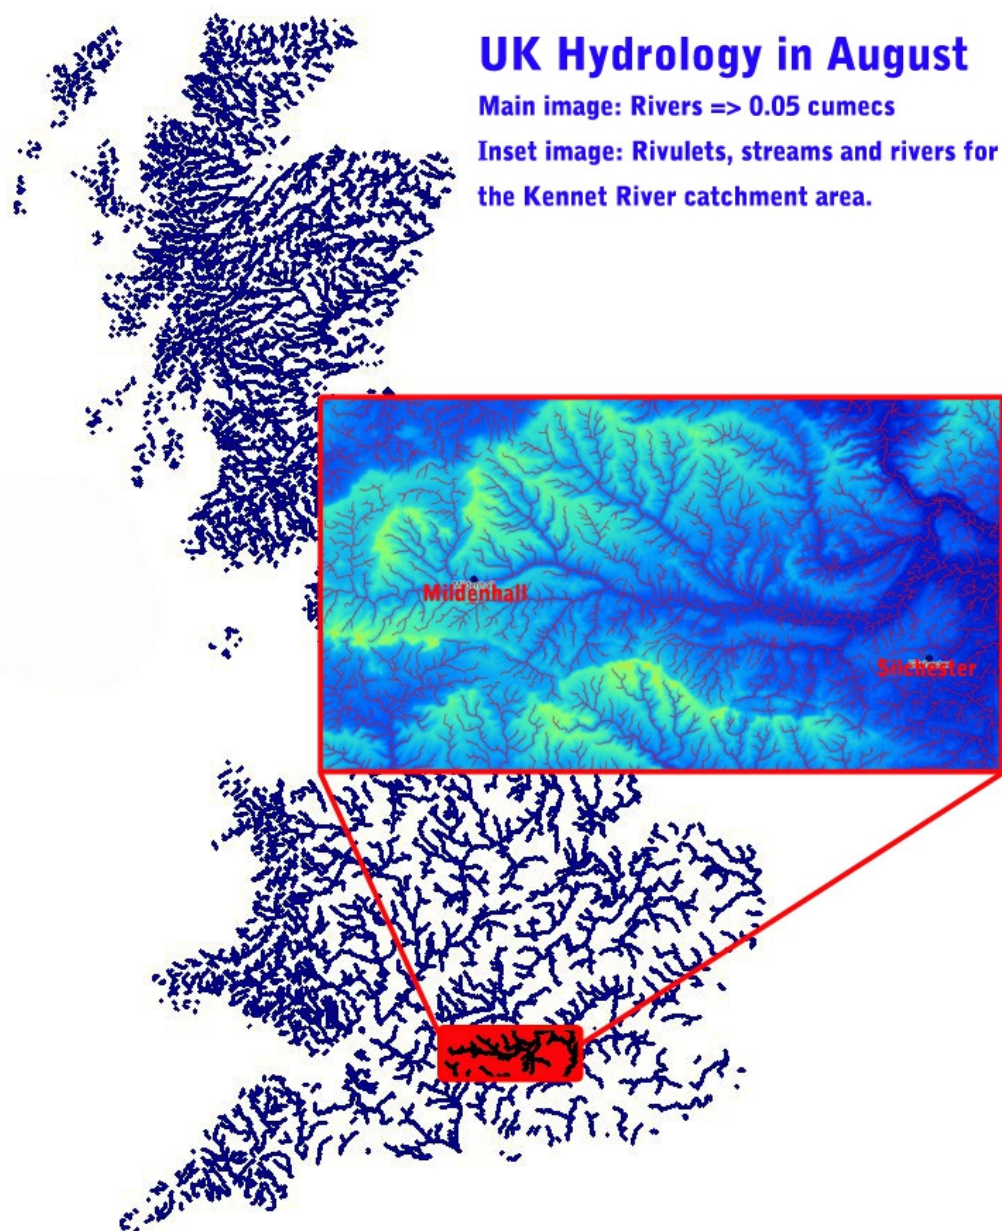 UK Hydrology in August
Main image: Rivers => 0.05 cumecs
Inset image: Rivulets, streams and rivers for
the Kennet River catchment area.
Mildenhall
Silchester